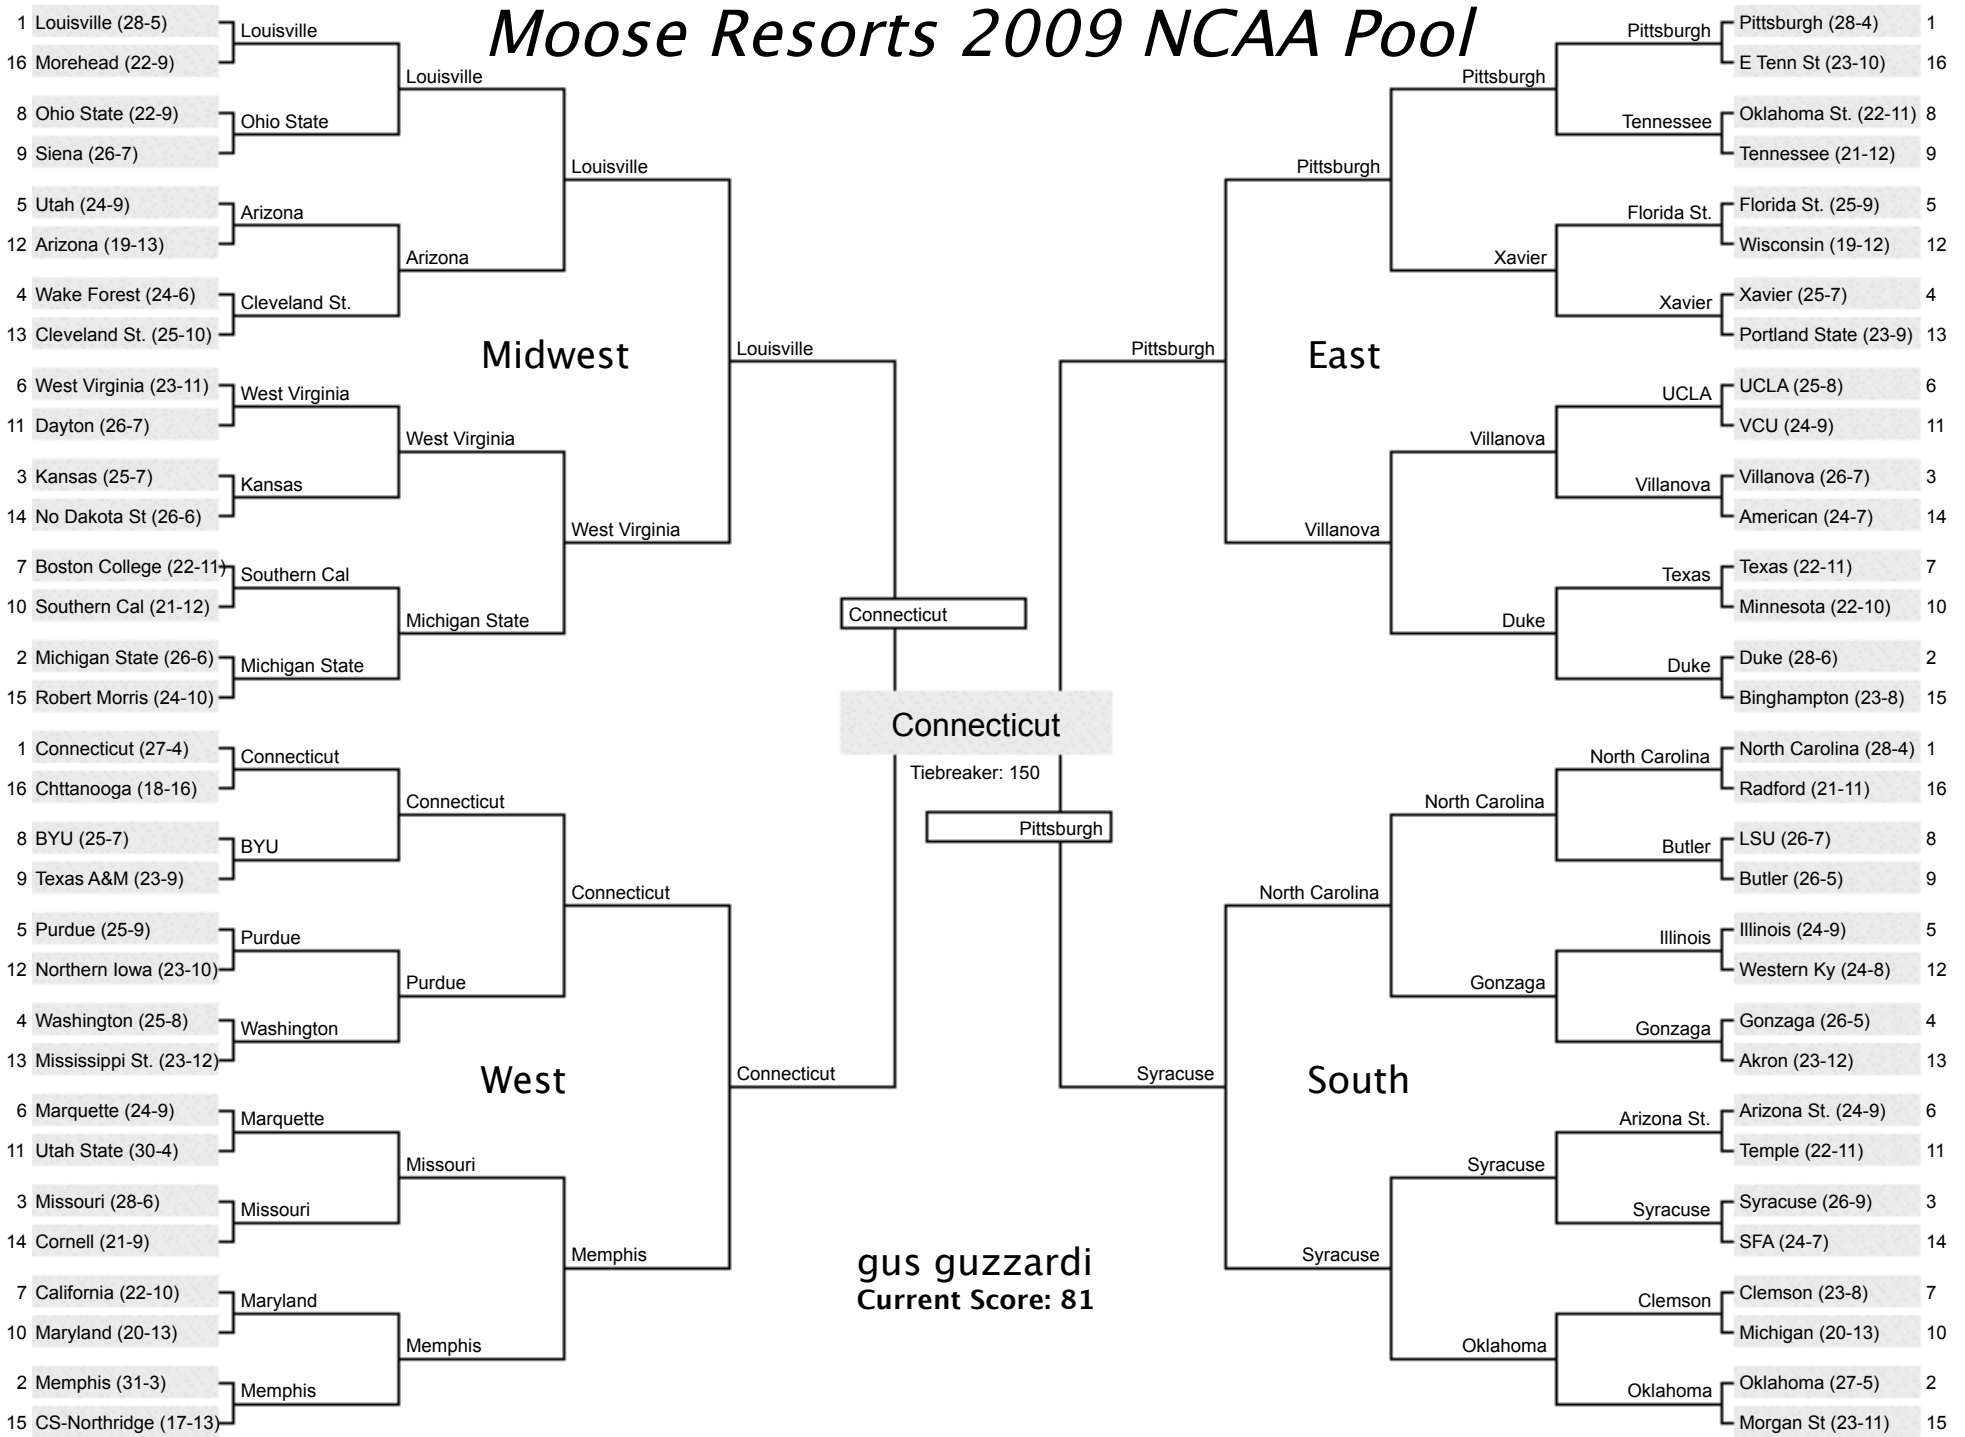 Moose Resorts 2009 NCAA Pool
1 Louisville (28-5)
16 Morehead (22-9)
8 Ohio State (22-9)
9 Siena (26-7)
5 Utah (24-9)
12 Arizona (19-13)
4 Wake Forest (24-6)
13 Cleveland St. (25-10)
6 West Virginia (23-11)
11 Dayton (26-7)
3 Kansas (25-7)
14 No Dakota St (26-6)
7 Boston College (22-11)
10 Southern Cal (21-12)
2 Michigan State (26-6)
15 Robert Morris (24-10)
Louisville
Ohio State
Arizona
Cleveland St.
West Virginia
Kansas
Southern Cal
Michigan State
Louisville
Arizona
West Virginia
Michigan State
Louisville
West Virginia
Midwest
Louisville
1 Connecticut (27-4)
16 Chttanooga (18-16)
8 BYU (25-7)
9 Texas A&M (23-9)
5 Purdue (25-9)
12 Northern Iowa (23-10)
4 Washington (25-8)
13 Mississippi St. (23-12)
6 Marquette (24-9)
11 Utah State (30-4)
3 Missouri (28-6)
14 Cornell (21-9)
7 California (22-10)
10 Maryland (20-13)
2 Memphis (31-3)
15 CS-Northridge (17-13)
Connecticut
BYU
Purdue
Washington
Marquette
Missouri
Maryland
Memphis
Connecticut
Purdue
Missouri
Memphis
Connecticut
Memphis
West
Connecticut
Connecticut
Connecticut
Tiebreaker: 150
Pittsburgh
gus guzzardi
Current Score: 81
Pittsburgh
East
Pittsburgh
Villanova
Pittsburgh
Xavier
Villanova
Duke
Pittsburgh
Tennessee
Florida St.
Xavier
UCLA
Villanova
Texas
Duke
Pittsburgh (28-4) 1
E Tenn St (23-10) 16
Oklahoma St. (22-11) 8
Tennessee (21-12) 9
Florida St. (25-9) 5
Wisconsin (19-12) 12
Xavier (25-7) 4
Portland State (23-9) 13
UCLA (25-8) 6
VCU (24-9) 11
Villanova (26-7) 3
American (24-7) 14
Texas (22-11) 7
Minnesota (22-10) 10
Duke (28-6) 2
Binghampton (23-8) 15
Syracuse
South
North Carolina
Syracuse
North Carolina
Gonzaga
Syracuse
Oklahoma
North Carolina
Butler
Illinois
Gonzaga
Arizona St.
Syracuse
Clemson
Oklahoma
North Carolina (28-4) 1
Radford (21-11) 16
LSU (26-7) 8
Butler (26-5) 9
Illinois (24-9) 5
Western Ky (24-8) 12
Gonzaga (26-5) 4
Akron (23-12) 13
Arizona St. (24-9) 6
Temple (22-11) 11
Syracuse (26-9) 3
SFA (24-7) 14
Clemson (23-8) 7
Michigan (20-13) 10
Oklahoma (27-5) 2
Morgan St (23-11) 15